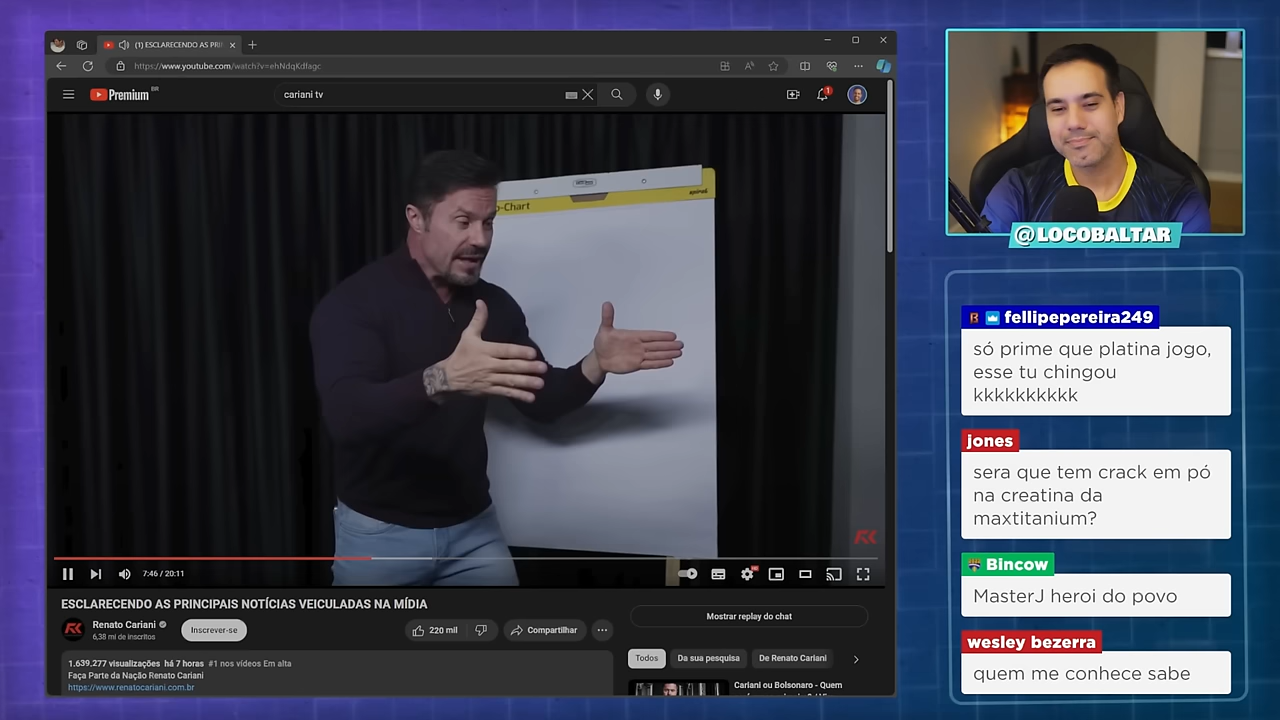 (1) ESCLARECENDO AS PRI
https://www.youtube.com/watch?v=ehNdqKdfagc
Premium BR
cariani tv
1
-Chart
RK
7:46 / 20:11
ESCLARECENDO AS PRINCIPAIS NOTÍCIAS VEICULADAS NA MÍDIA
Renato Cariani
6,38 mi de inscritos
Inscrever-se
220 mil
Compartilhar
1.639.277 visualizações há 7 horas #1 nos vídeos Em alta
Faça Parte da Nação Renato Cariani
https://www.renatocariani.com.br
Mostrar replay do chat
Todos
Da sua pesquisa
De Renato Cariani
Cariani ou Bolsonaro - Quem
@LOCOBALTAR
fellipepereira249
só prime que platina jogo,
esse tu chingou
kkkkkkkkkk
jones
sera que tem crack em pó
na creatina da
maxtitanium?
Bincow
MasterJ heroi do povo
wesley bezerra
quem me conhece sabe